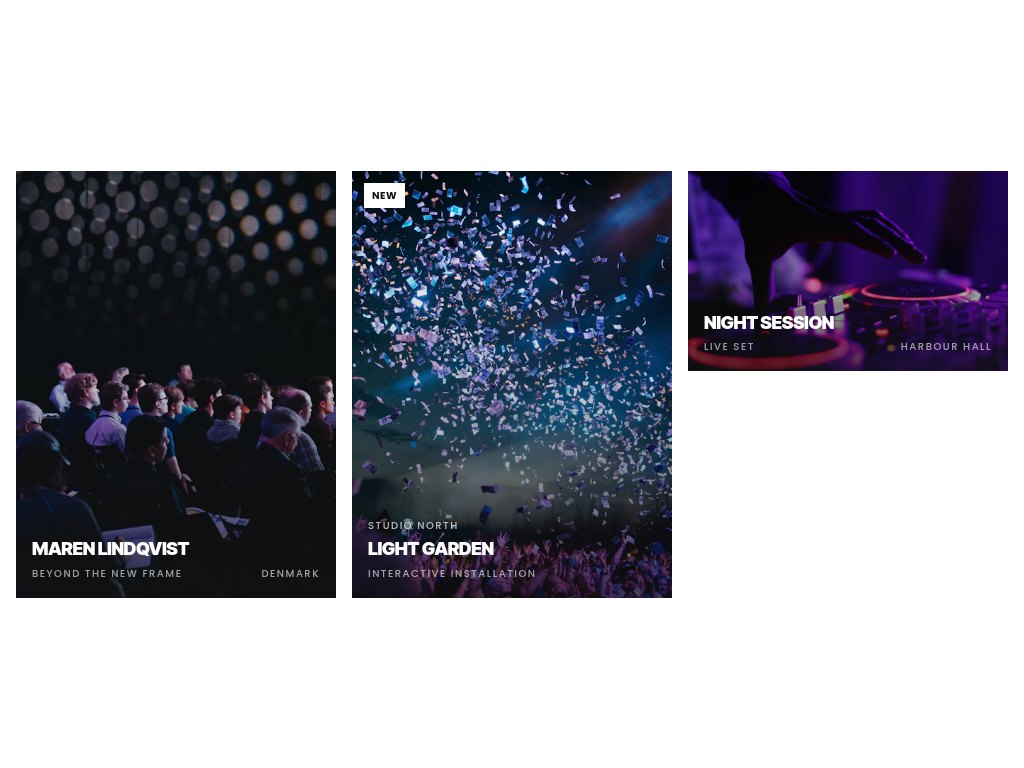 MAREN LINDQVIST
BEYOND THE NEW FRAME
DENMARK
NEW
STUDIO NORTH
LIGHT GARDEN
INTERACTIVE INSTALLATION
NIGHT SESSION
LIVE SET
HARBOUR HALL